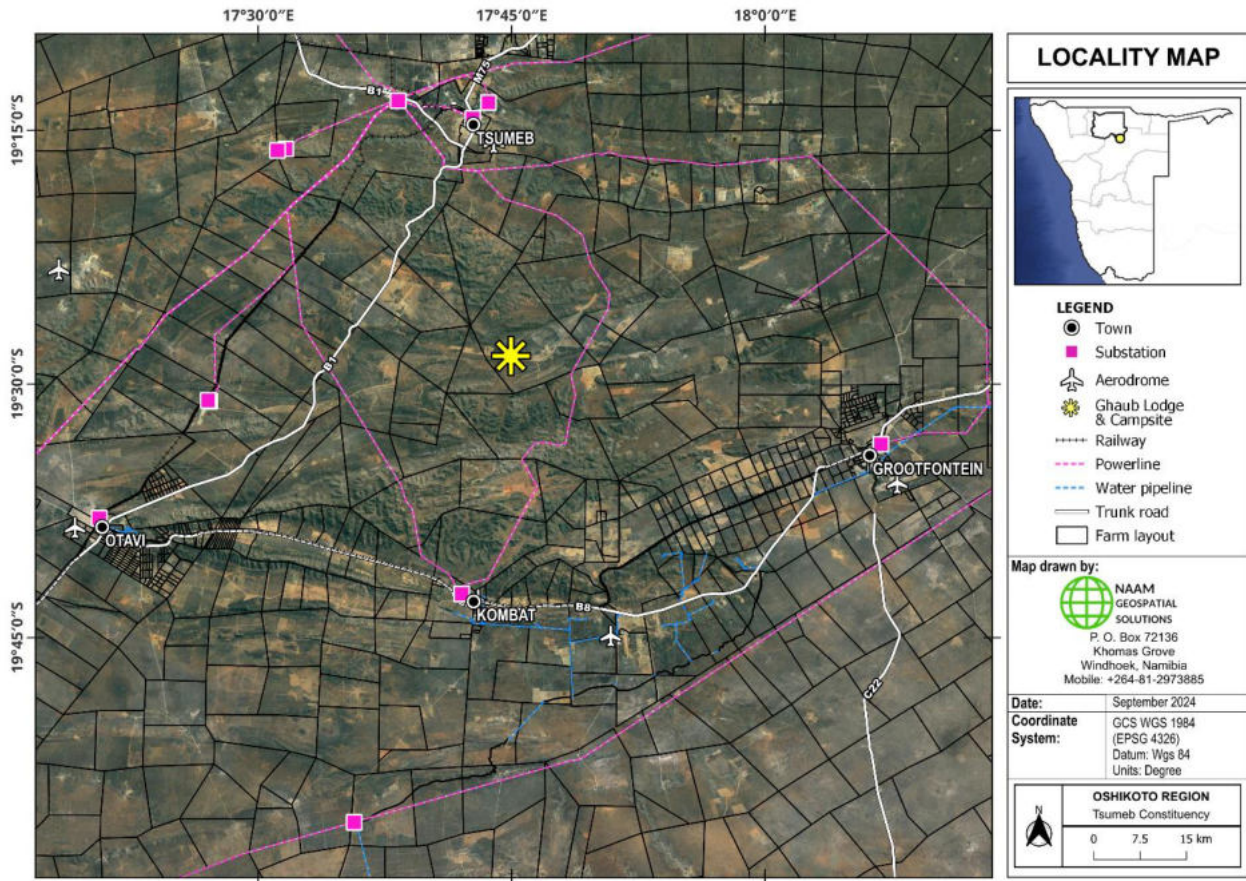 17°30′0″E
17°45′0″E
18°0′0″E
19°15′0″S
19°30′0″S
19°45′0″S
B1
M75
TSUMEB
B1
OTAVI
KOMBAT
B8
GROOTFONTEIN
C22
LOCALITY MAP
LEGEND
Town
Substation
Aerodrome
Ghaub Lodge
& Campsite
Railway
Powerline
Water pipeline
Trunk road
Farm layout
Map drawn by:
NAAM
GEOSPATIAL
SOLUTIONS
P. O. Box 72136
Khomas Grove
Windhoek, Namibia
Mobile: +264-81-2973885
Date: September 2024
Coordinate System: GCS WGS 1984
(EPSG 4326)
Datum: Wgs 84
Units: Degree
N
OSHIKOTO REGION
Tsumeb Constituency
0 7.5 15 km